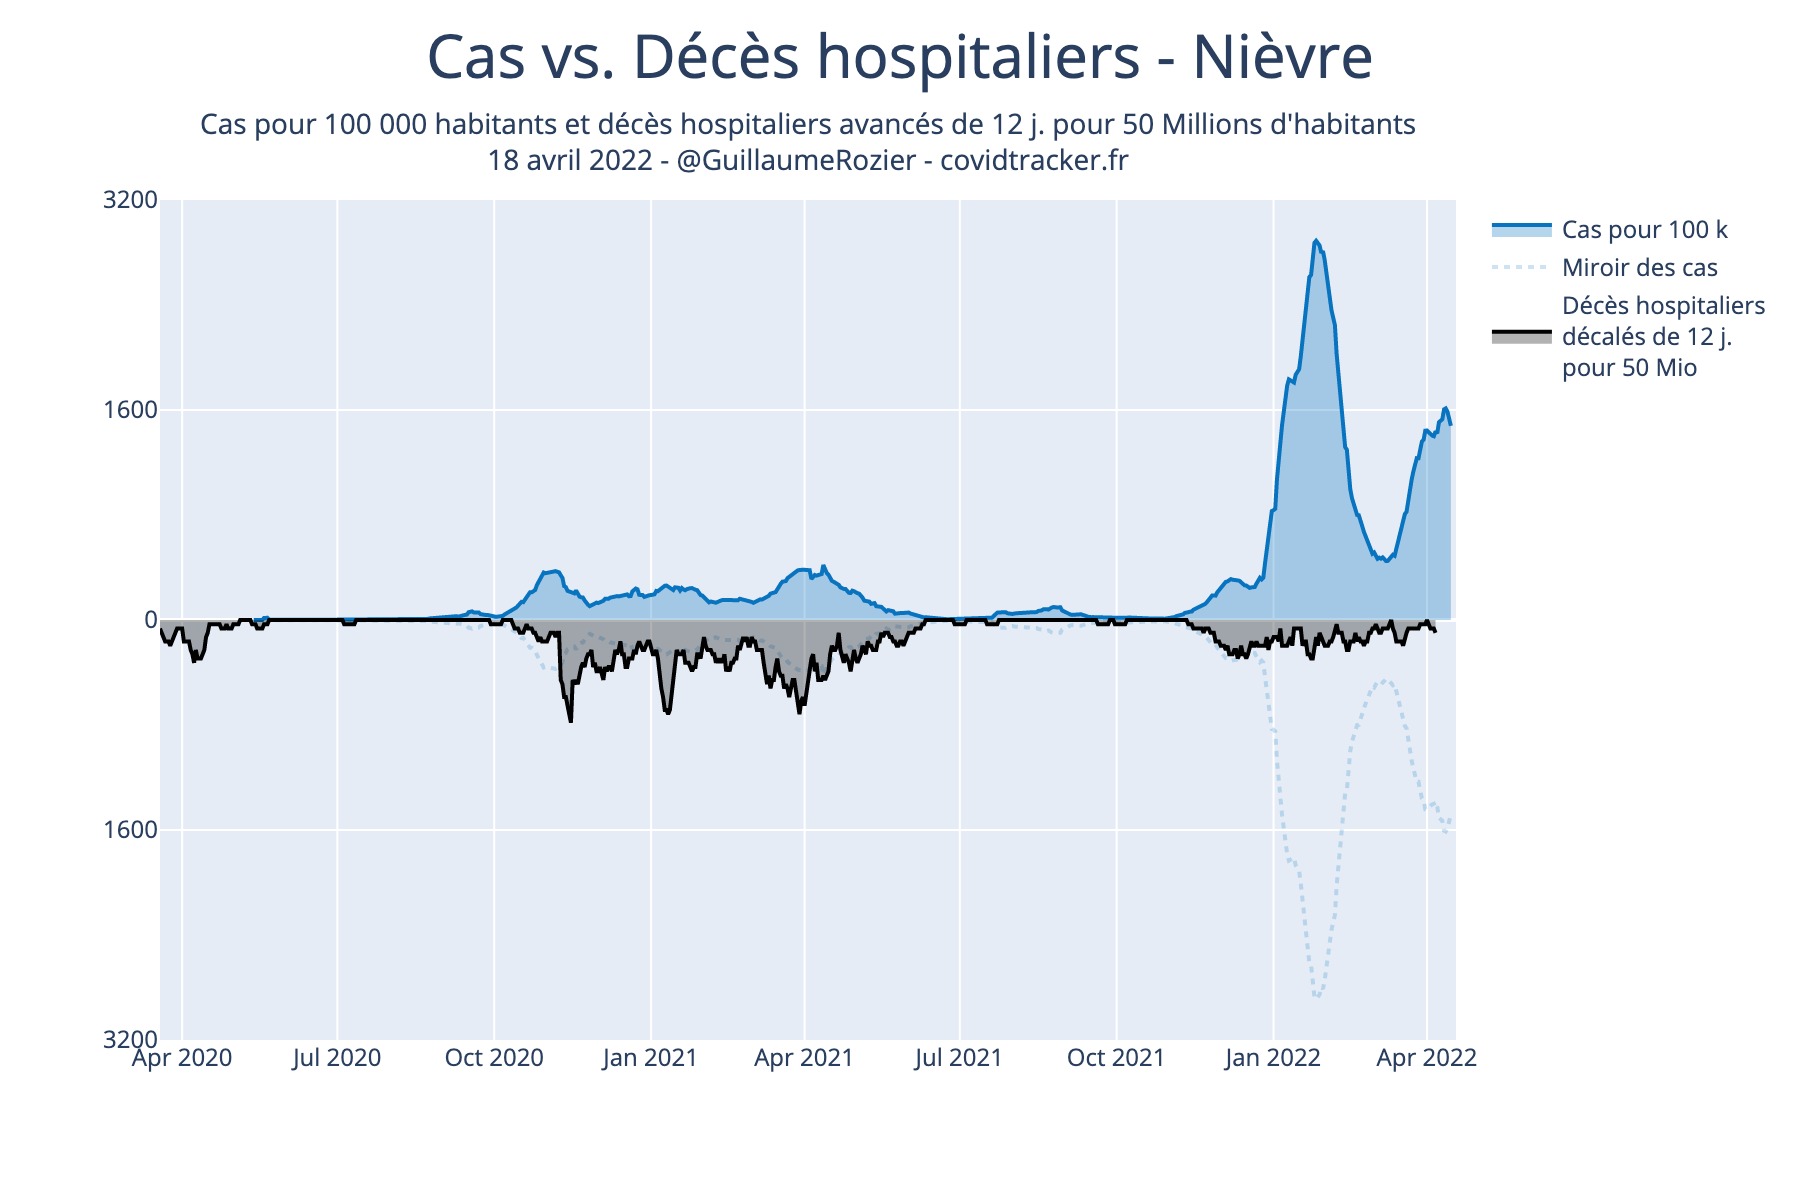 Cas vs. Décès hospitaliers - Nièvre
Cas pour 100 000 habitants et décès hospitaliers avancés de 12 j. pour 50 Millions d'habitants
18 avril 2022 - @GuillaumeRozier - covidtracker.fr
3200
1600
0
1600
3200
Apr 2020
Jul 2020
Oct 2020
Jan 2021
Apr 2021
Jul 2021
Oct 2021
Jan 2022
Apr 2022
Cas pour 100 k
Miroir des cas
Décès hospitaliers
décalés de 12 j.
pour 50 Mio